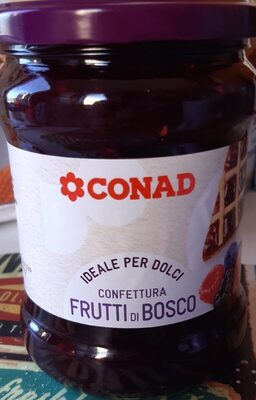 CONAD
IDEALE PER DOLCI
CONFETTURA
FRUTTI DI BOSCO